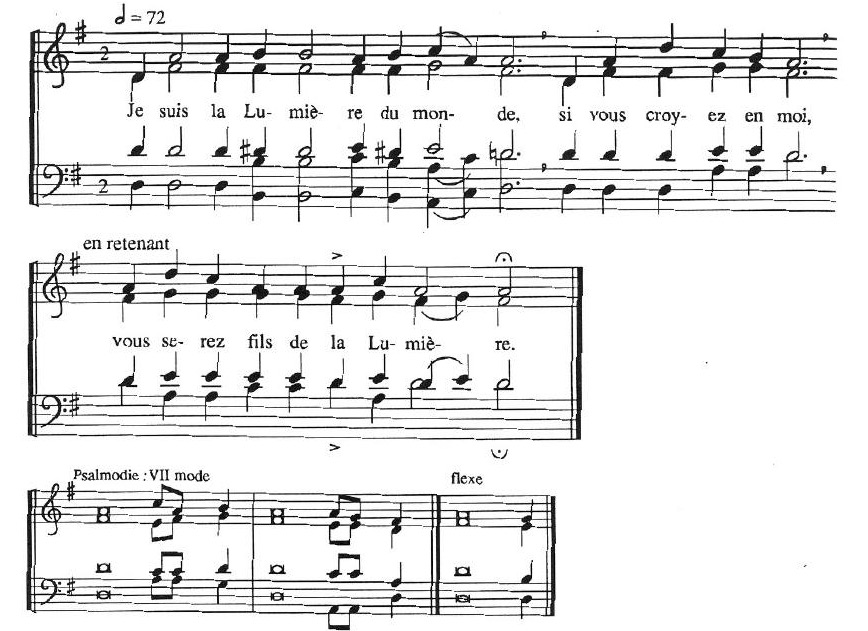 𝅗𝅥 = 72
Je suis la Lu- miè- re du mon- de, si vous croy- ez en moi,
en retenant
vous se- rez fils de la Lu- miè- re.
Psalmodie : VII mode
flexe